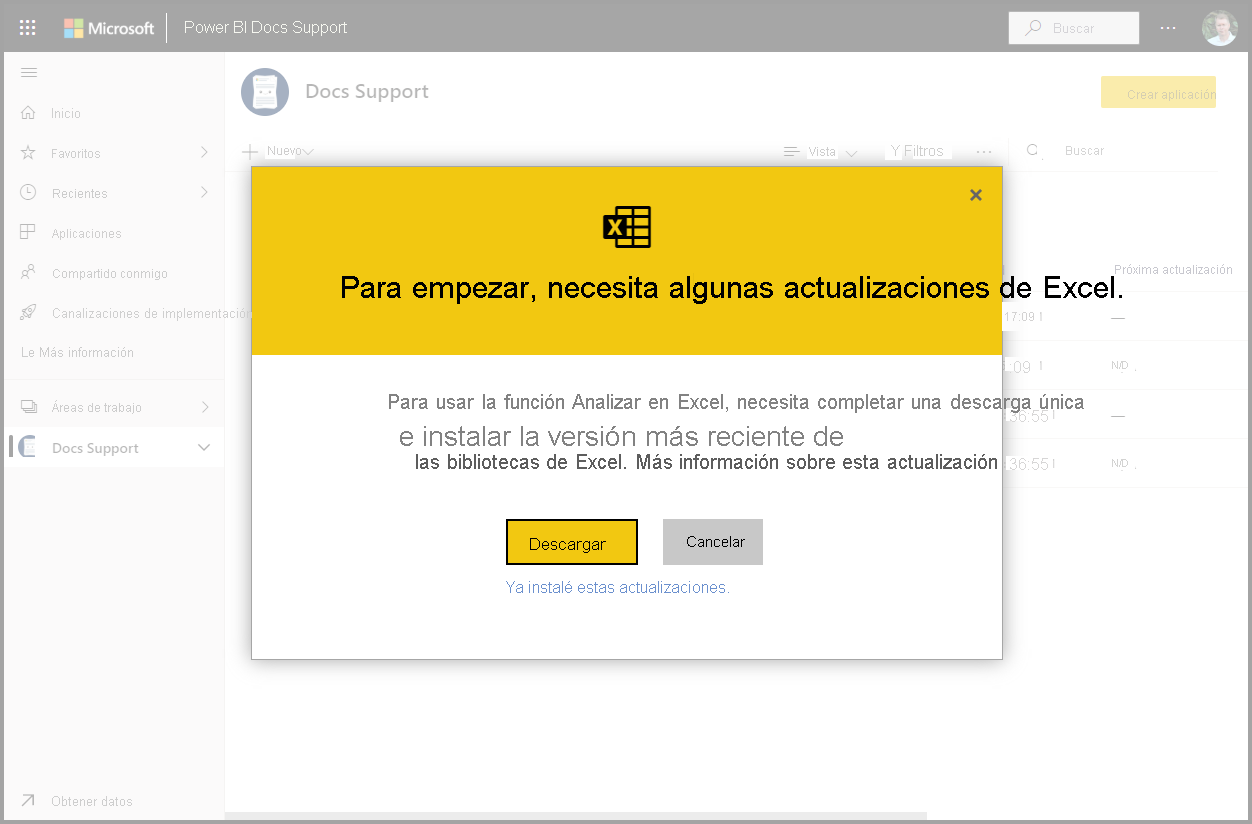 Microsoft Power BI Docs Support Buscar ...
Docs Support Crear aplicación
Inicio
Nuevo Vista Y Filtros ... Buscar
Favoritos
Recientes
Aplicaciones
Compartido conmigo
Canalizaciones de implementación
Le Más información
Áreas de trabajo
Docs Support
Obtener datos
×
Para empezar, necesita algunas actualizaciones de Excel.
Para usar la función Analizar en Excel, necesita completar una descarga única
e instalar la versión más reciente de
las bibliotecas de Excel. Más información sobre esta actualización
Descargar Cancelar
Ya instalé estas actualizaciones.
Próxima actualización
17:09 —
:09 N/D
36:55 —
36:55 N/D